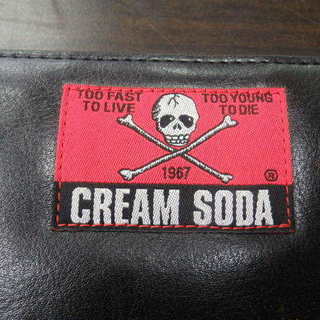 TOO FAST TOO YOUNG
TO LIVE TO DIE
1967 ®
CREAM SODA